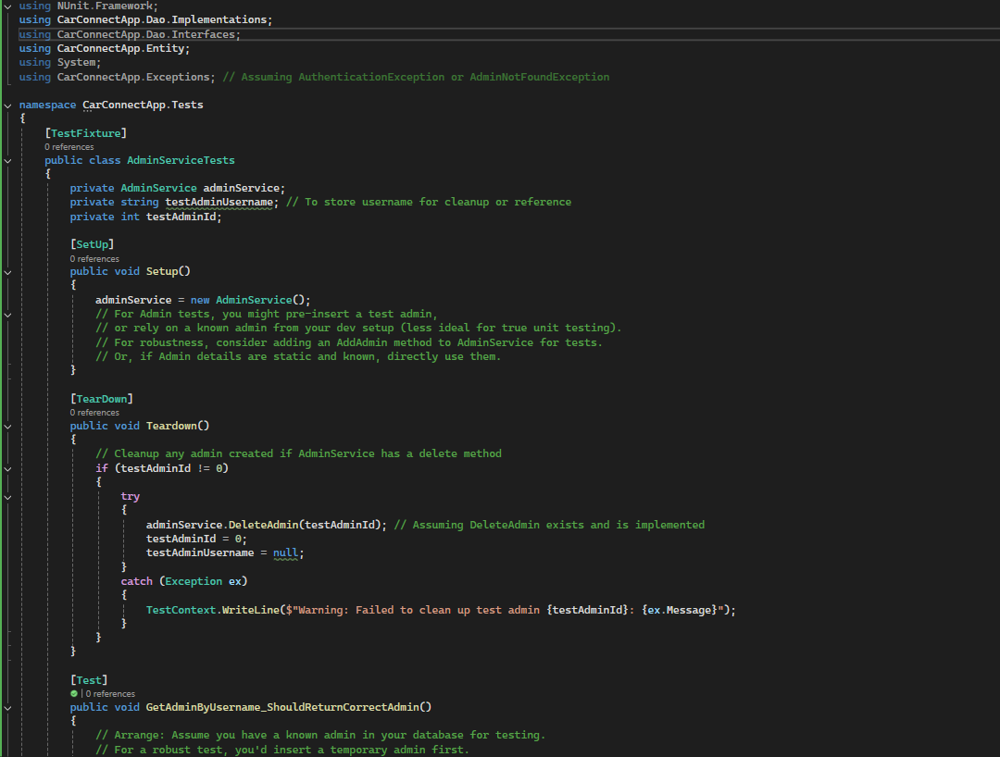 using NUnit.Framework;
using CarConnectApp.Dao.Implementations;
using CarConnectApp.Dao.Interfaces;
using CarConnectApp.Entity;
using System;
using CarConnectApp.Exceptions; // Assuming AuthenticationException or AdminNotFoundException
namespace CarConnectApp.Tests
{
[TestFixture]
0 references
public class AdminServiceTests
{
private AdminService adminService;
private string testAdminUsername; // To store username for cleanup or reference
private int testAdminId;
[SetUp]
0 references
public void Setup()
{
adminService = new AdminService();
// For Admin tests, you might pre-insert a test admin,
// or rely on a known admin from your dev setup (less ideal for true unit testing).
// For robustness, consider adding an AddAdmin method to AdminService for tests.
// Or, if Admin details are static and known, directly use them.
}
[TearDown]
0 references
public void Teardown()
{
// Cleanup any admin created if AdminService has a delete method
if (testAdminId != 0)
{
try
{
adminService.DeleteAdmin(testAdminId); // Assuming DeleteAdmin exists and is implemented
testAdminId = 0;
testAdminUsername = null;
}
catch (Exception ex)
{
TestContext.WriteLine($"Warning: Failed to clean up test admin {testAdminId}: {ex.Message}");
}
}
}
[Test]
| 0 references
public void GetAdminByUsername_ShouldReturnCorrectAdmin()
{
// Arrange: Assume you have a known admin in your database for testing.
// For a robust test, you'd insert a temporary admin first.